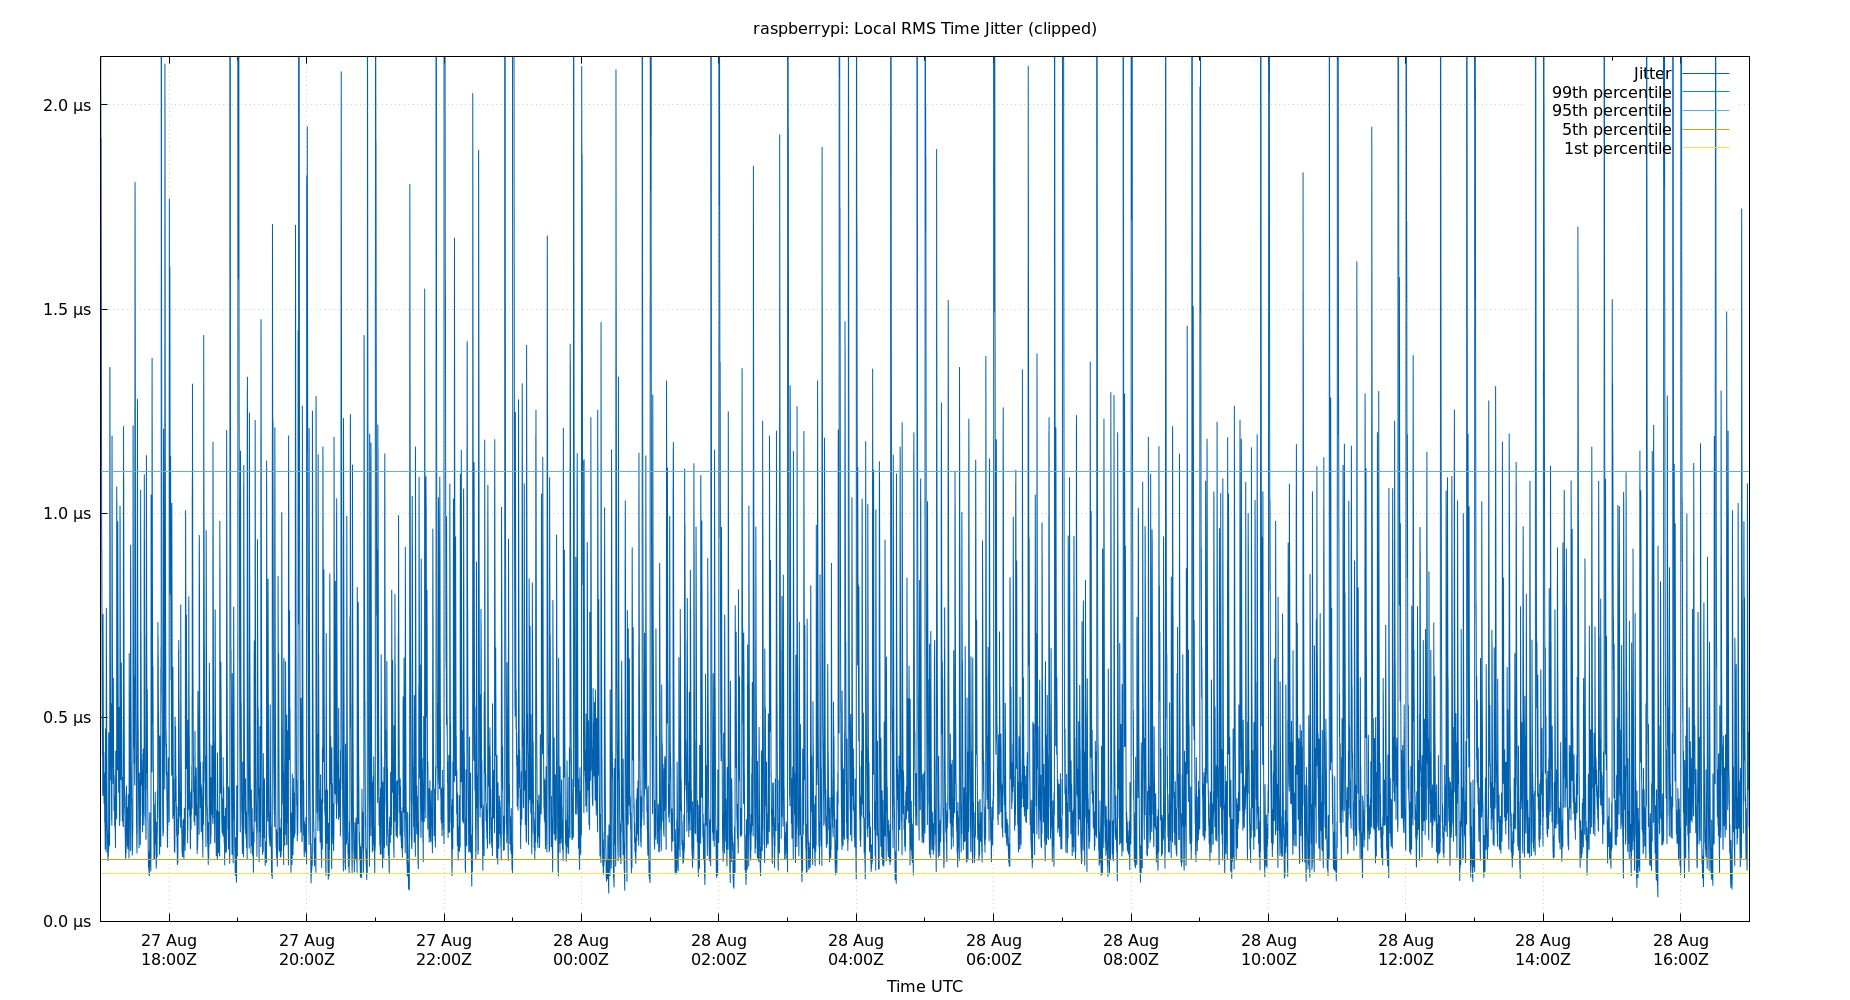 raspberrypi: Local RMS Time Jitter (clipped)
Jitter
99th percentile
95th percentile
5th percentile
1st percentile
2.0 µs
1.5 µs
1.0 µs
0.5 µs
0.0 µs
27 Aug 27 Aug 27 Aug 28 Aug 28 Aug 28 Aug 28 Aug 28 Aug 28 Aug 28 Aug 28 Aug 28 Aug
18:00Z 20:00Z 22:00Z 00:00Z 02:00Z 04:00Z 06:00Z 08:00Z 10:00Z 12:00Z 14:00Z 16:00Z
Time UTC